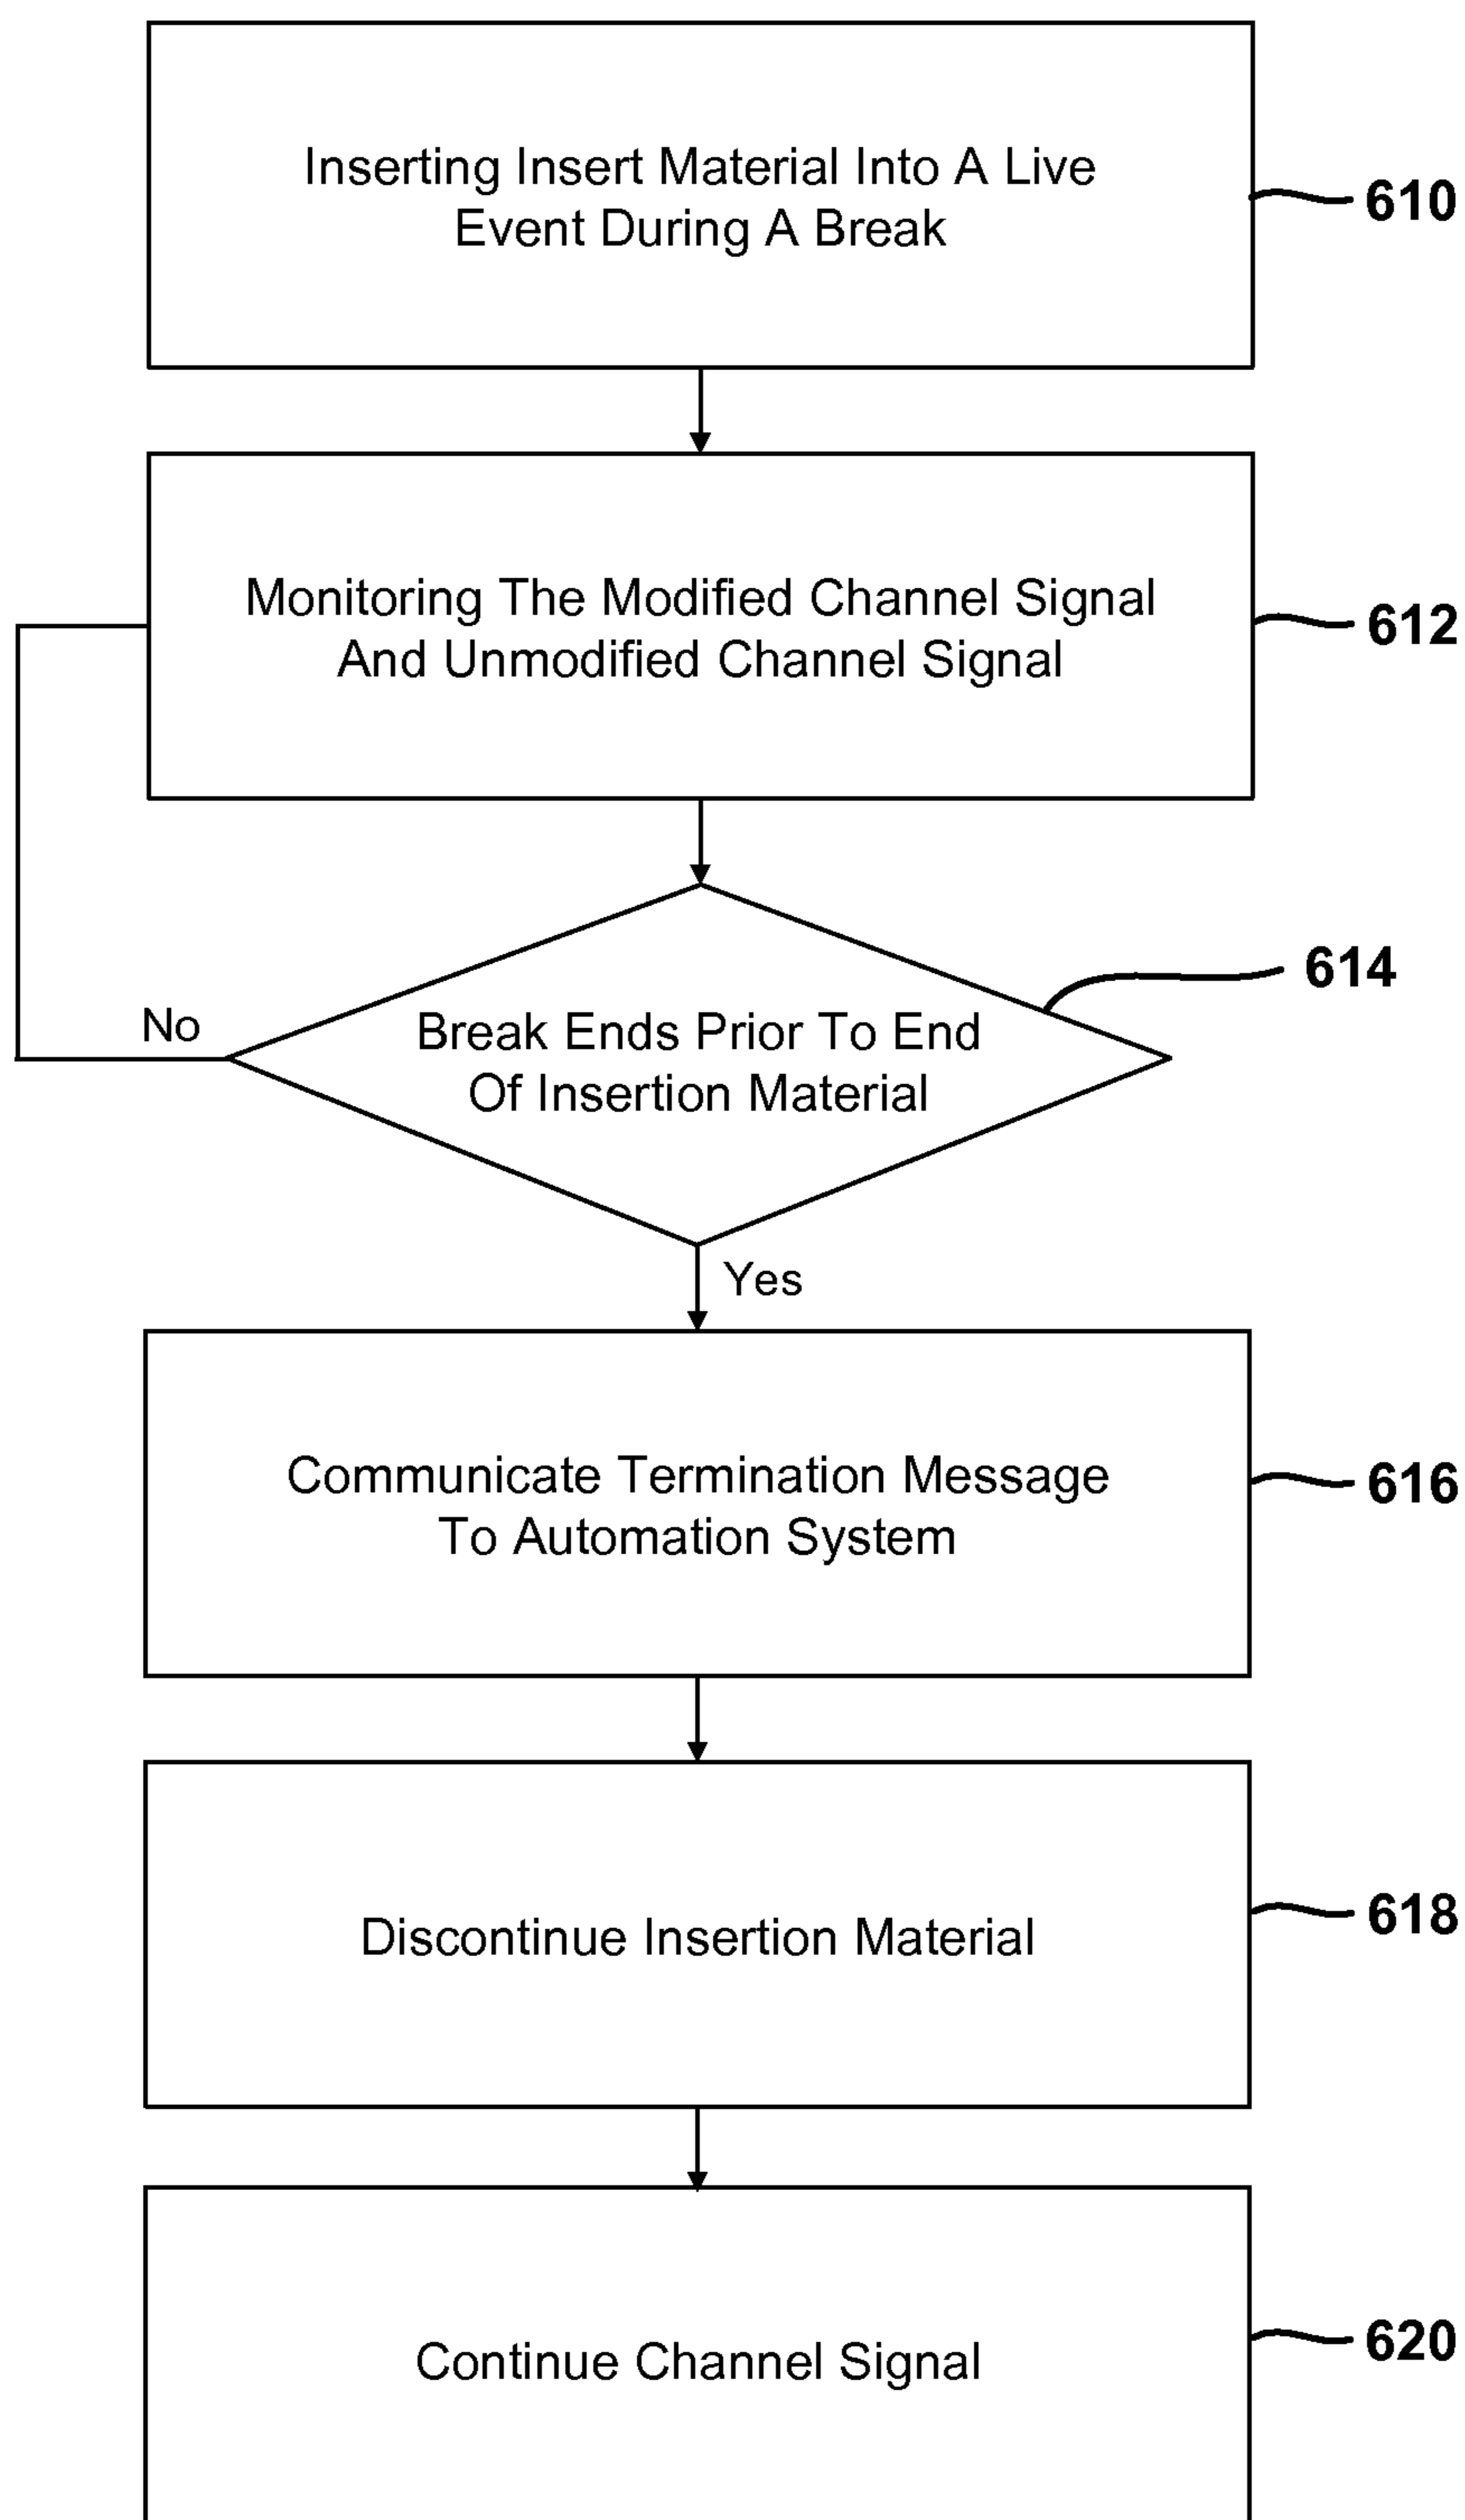 Inserting Insert Material Into A Live
Event During A Break
610
Monitoring The Modified Channel Signal
And Unmodified Channel Signal
612
614
Break Ends Prior To End
Of Insertion Material
No
Yes
Communicate Termination Message
To Automation System
616
Discontinue Insertion Material
618
Continue Channel Signal
620